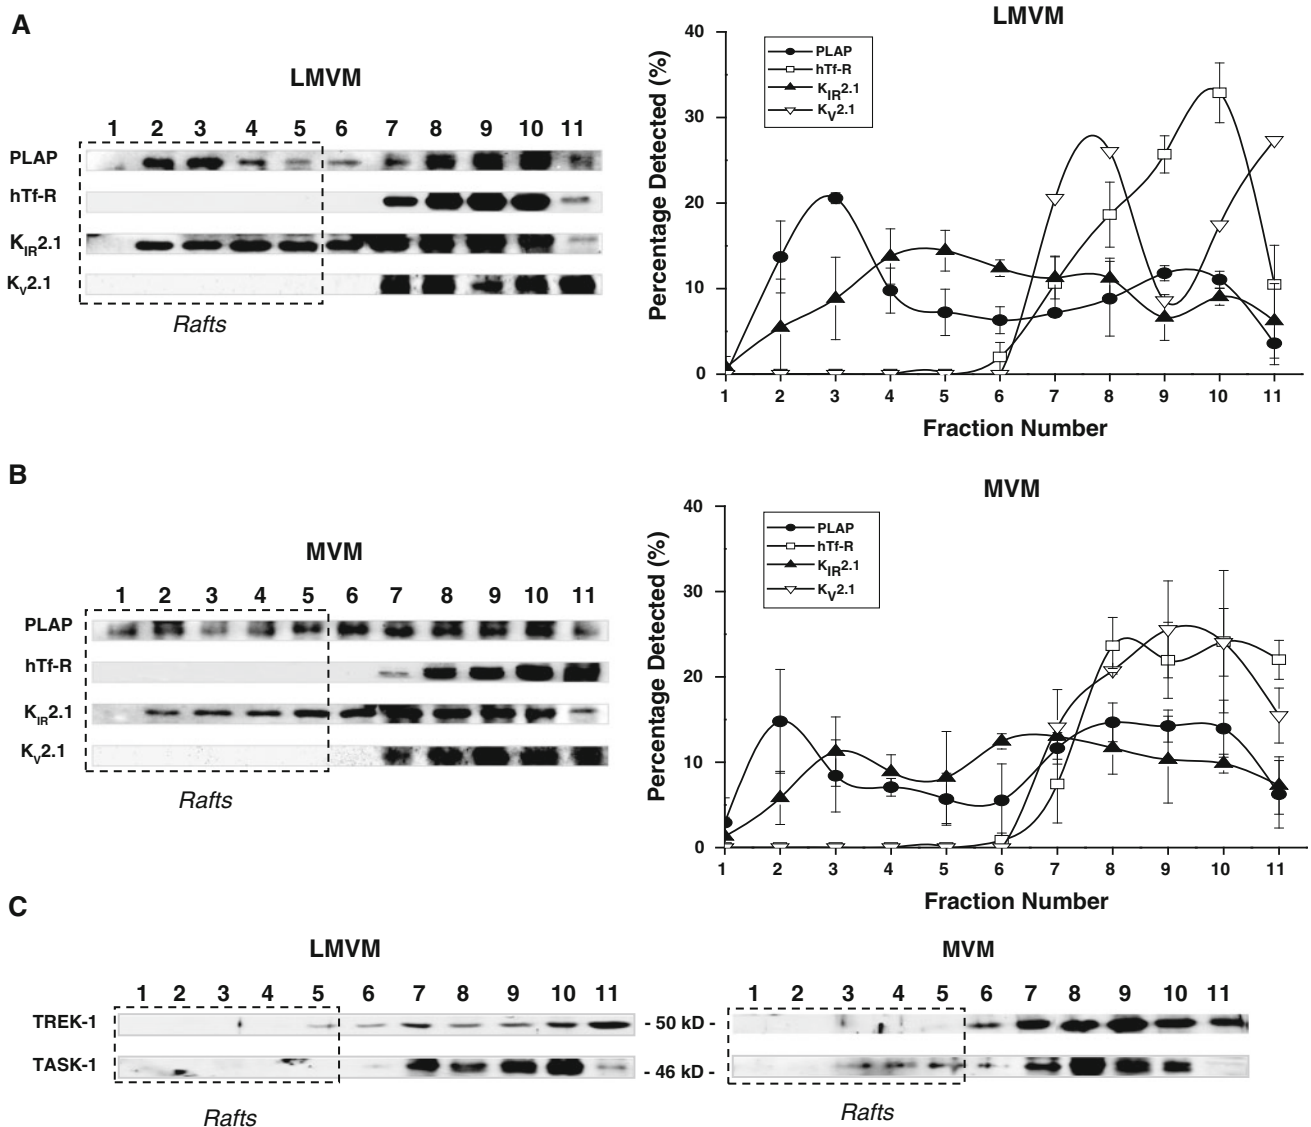 A
LMVM
1 2 3 4 5 6 7 8 9 10 11
PLAP
hTf-R
KIR2.1
KV2.1
Rafts
LMVM
PLAP
hTf-R
KIR2.1
KV2.1
Percentage Detected (%)
40
30
20
10
0
1 2 3 4 5 6 7 8 9 10 11
Fraction Number
B
MVM
1 2 3 4 5 6 7 8 9 10 11
PLAP
hTf-R
KIR2.1
KV2.1
Rafts
MVM
PLAP
hTf-R
KIR2.1
KV2.1
Percentage Detected (%)
40
30
20
10
0
1 2 3 4 5 6 7 8 9 10 11
Fraction Number
C
LMVM
1 2 3 4 5 6 7 8 9 10 11
TREK-1
TASK-1
Rafts
- 50 kD -
- 46 kD -
MVM
1 2 3 4 5 6 7 8 9 10 11
Rafts